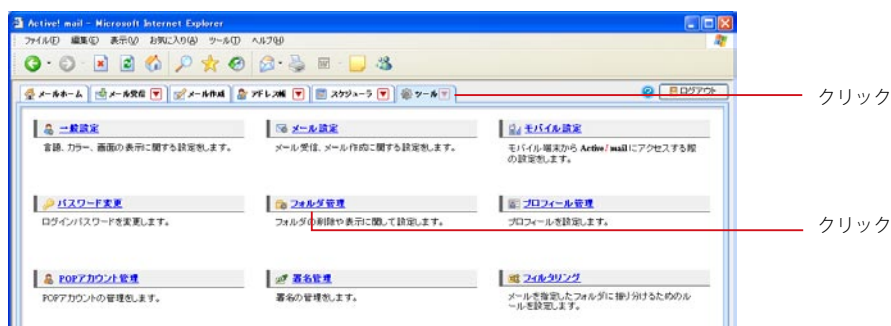 Active! mail - Microsoft Internet Explorer
ファイル(F) 編集(E) 表示(V) お気に入り(A) ツール(T) ヘルプ(H)
メールホーム メール受信 メール作成 アドレス帳 スケジューラ ツール ログアウト
クリック
一般設定 メール設定 モバイル設定
言語、カラー、画面の表示に関する設定をします。 メール受信、メール作成に関する設定をします。 モバイル端末から Active! mail にアクセスする際
の設定をします。
パスワード変更 フォルダ管理 プロフィール管理
ログインパスワードを変更します。 フォルダの削除や表示に関して設定します。 プロフィールを設定します。
クリック
POPアカウント管理 署名管理 フィルタリング
POPアカウントの管理をします。 署名の管理をします。 メールを指定したフォルダに振り分けるためのル
ールを設定します。